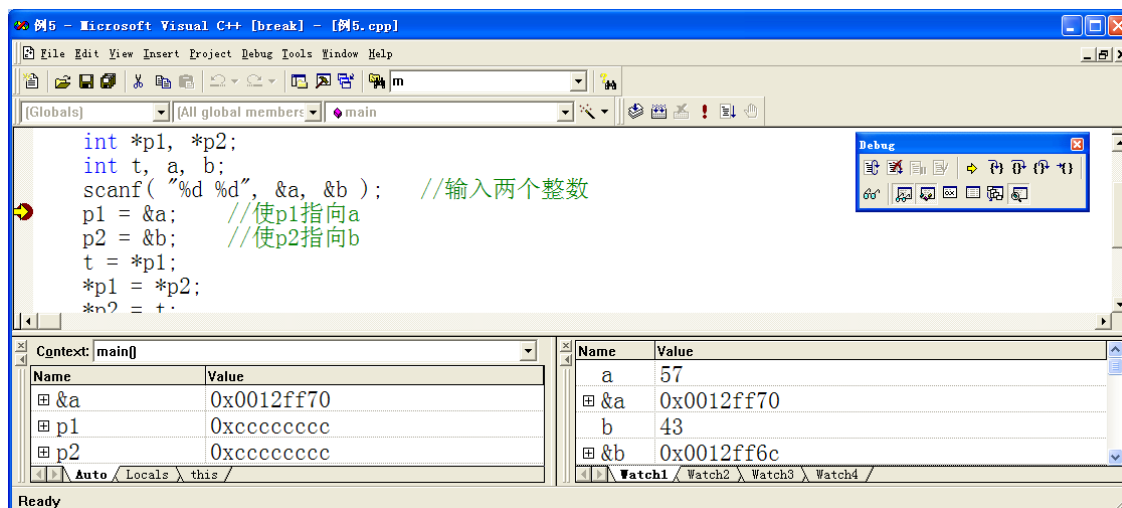 例5 - Microsoft Visual C++ [break] - [例5.cpp]
File Edit View Insert Project Debug Tools Window Help
m
(Globals) (All global members main
int *p1, *p2;
int t, a, b;
scanf( "%d %d", &a, &b ); //输入两个整数
p1 = &a; //使p1指向a
p2 = &b; //使p2指向b
t = *p1;
*p1 = *p2;
*p2 = t;
Debug
Context: main()
Name Value
&a 0x0012ff70
p1 0xcccccccc
p2 0xcccccccc
Auto Locals this
Name Value
a 57
&a 0x0012ff70
b 43
&b 0x0012ff6c
Watch1 Watch2 Watch3 Watch4
Ready